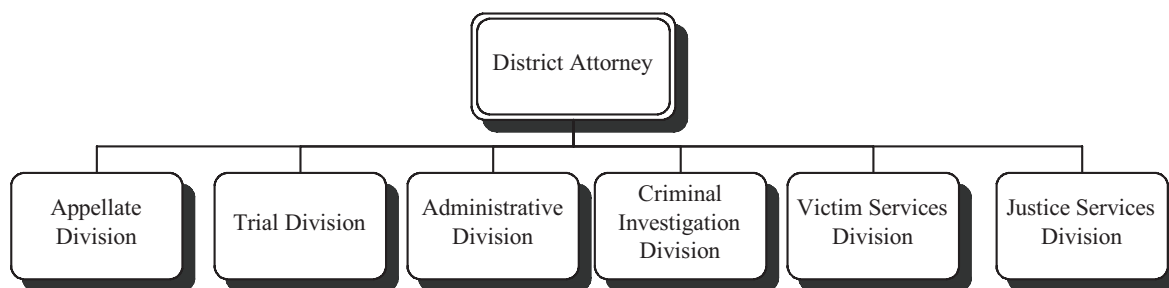 District Attorney
Appellate
Division
Trial Division
Administrative
Division
Criminal
Investigation
Division
Victim Services
Division
Justice Services
Division